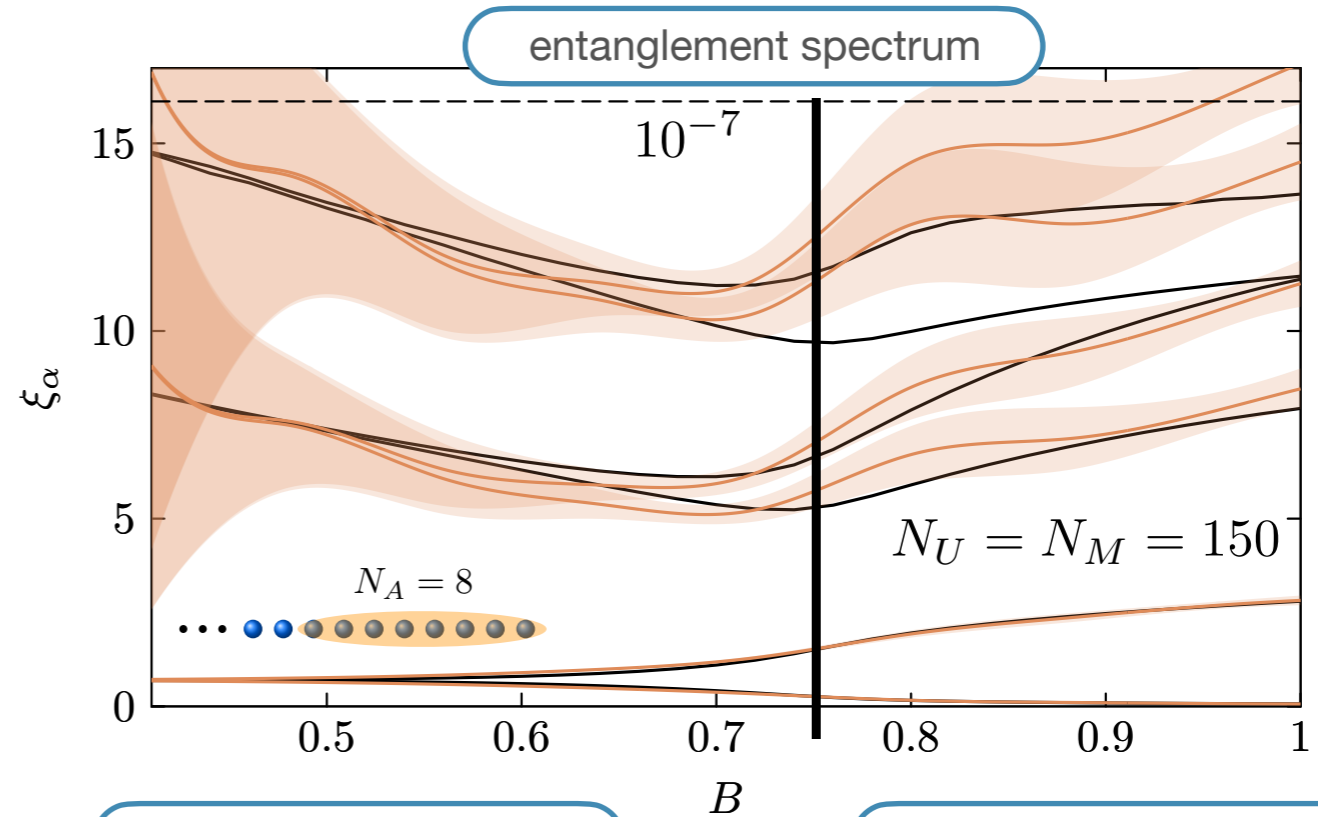 entanglement spectrum
10⁻⁷
15
10
5
0
ξ_α
N_U = N_M = 150
N_A = 8
0.5 0.6 0.7 0.8 0.9 1
B